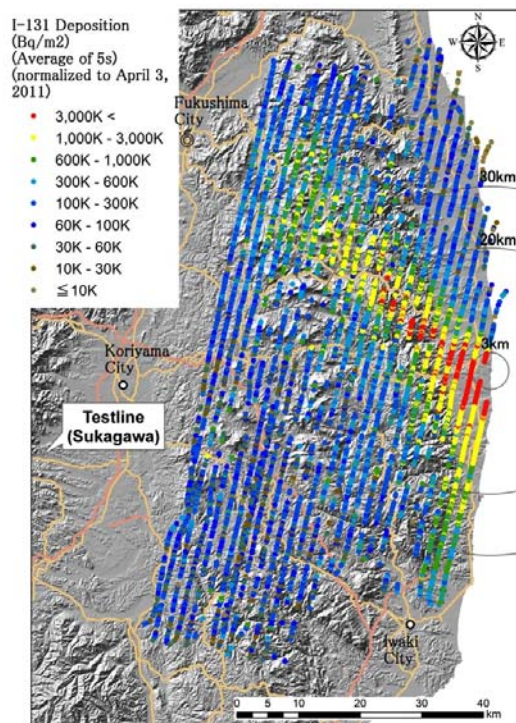 I-131 Deposition
(Bq/m2)
(Average of 5s)
(normalized to April 3,
2011)
3,000K <
1,000K - 3,000K
600K - 1,000K
300K - 600K
100K - 300K
60K - 100K
30K - 60K
10K - 30K
≦10K
N
W E
S
Fukushima
City
30km
20km
3km
Koriyama
City
Testline
(Sukagawa)
Iwaki
City
0 10 20 30 40
km